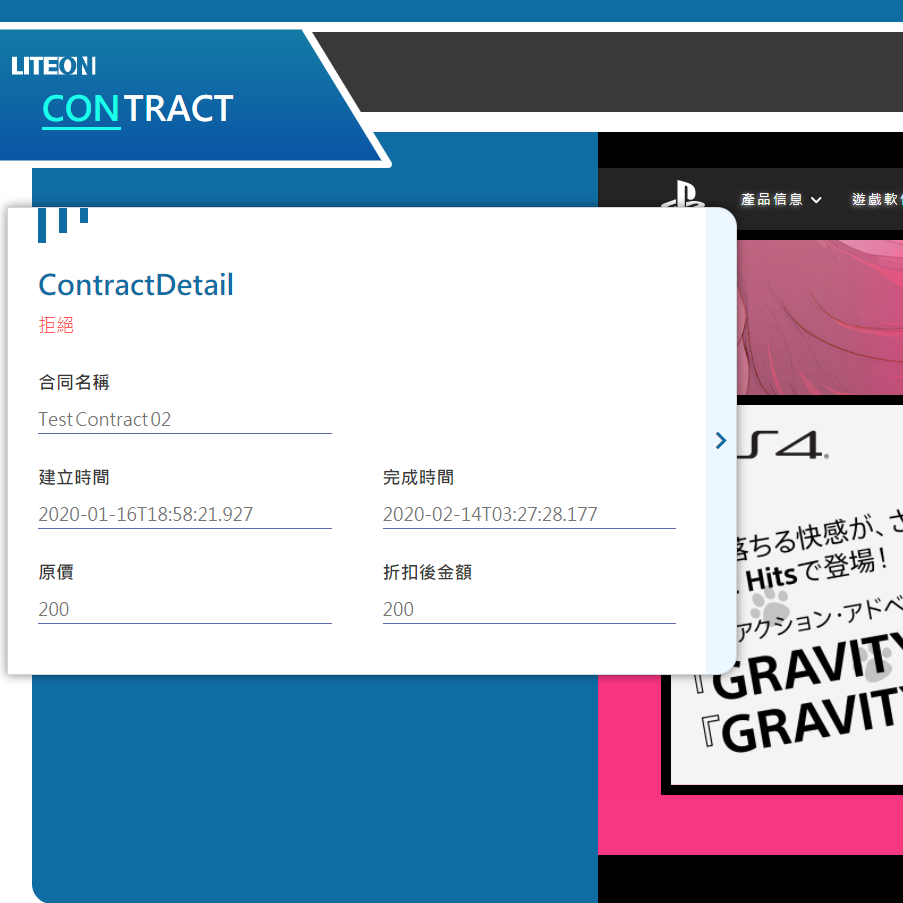 LITEON
CONTRACT
產品信息
遊戲軟
ContractDetail
拒絕
合同名稱
Test Contract 02
建立時間
完成時間
2020-01-16T18:58:21.927
2020-02-14T03:27:28.177
原價
折扣後金額
200
200
S4
落ちる快感が、さ
Hitsで登場!
アクション・アドベ
『GRAVITY
『GRAVITY